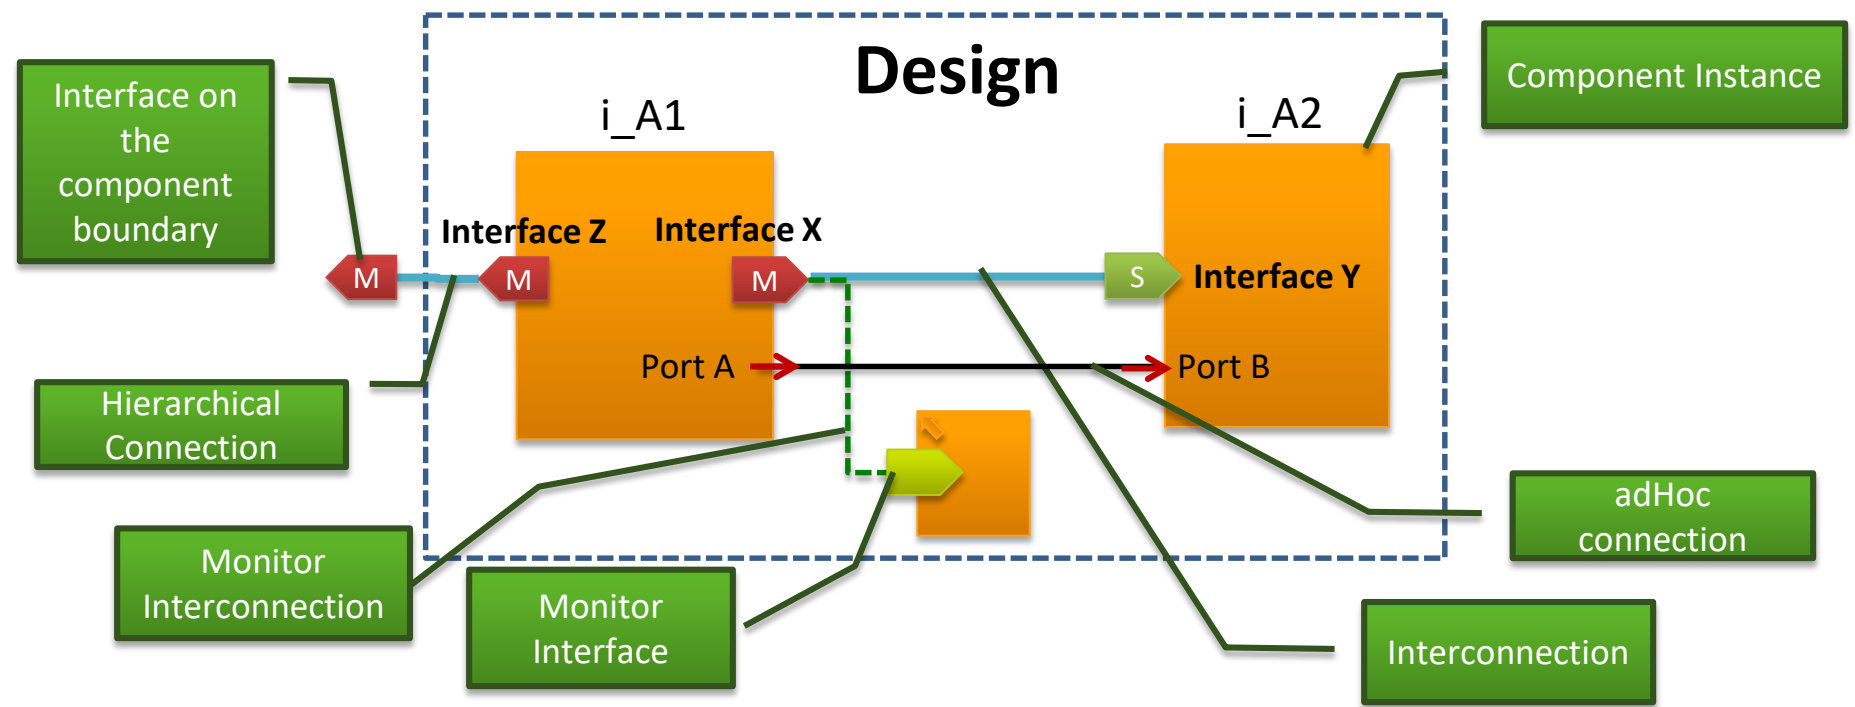 Design
Component Instance
Interface on
the
component
boundary
i_A1
i_A2
Interface Z
Interface X
M
M
M
S
Interface Y
Port A
Port B
Hierarchical
Connection
adHoc
connection
Monitor
Interconnection
Monitor
Interface
Interconnection